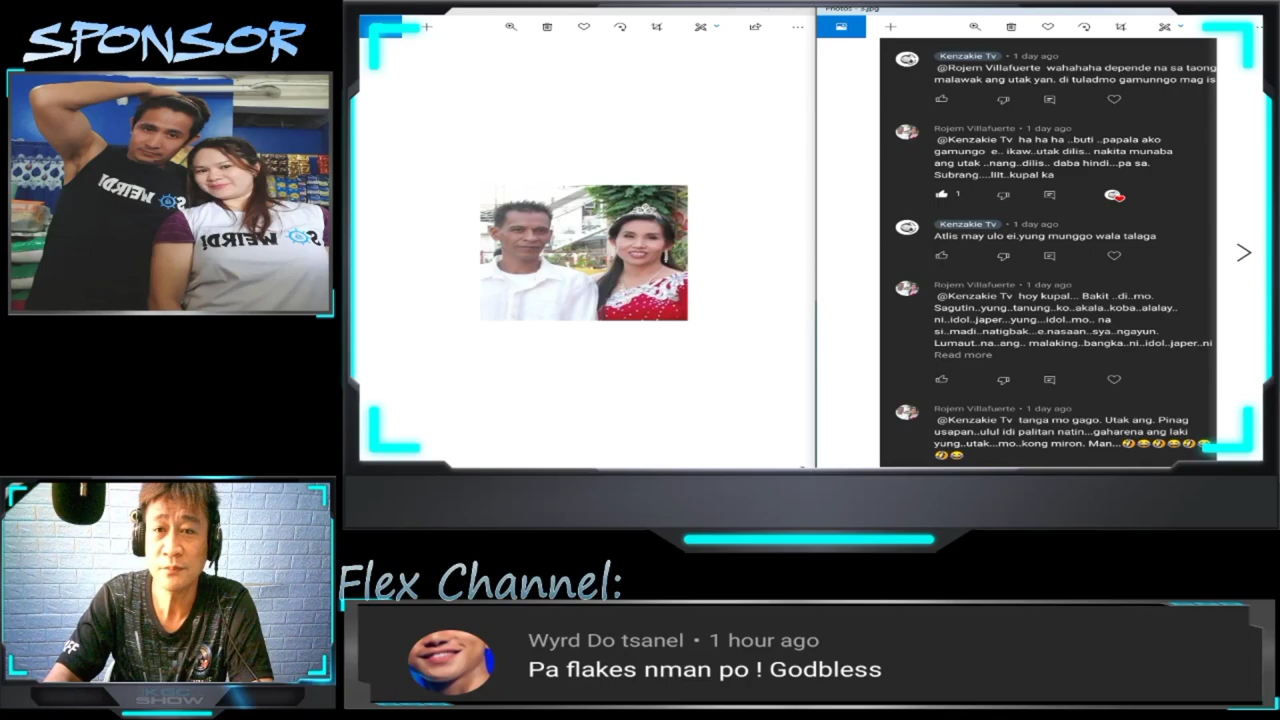 SPONSOR
WEIRD!
WEIRD!
S
Photos - 3.jpg
Kenzakie Tv • 1 day ago
@Rojem Villafuerte wahahaha depende na sa taong
malawak ang utak yan. di tuladmo gamunngo mag is
Rojem Villafuerte • 1 day ago
@Kenzakie Tv ha ha ha ..buti ..papala ako
gamungo e.. ikaw..utak dilis.. nakita munaba
ang utak ..nang..dilis.. daba hindi...pa sa.
Subrang....liit..kupal ka
1
Kenzakie Tv • 1 day ago
Atlis may ulo ei.yung munggo wala talaga
Rojem Villafuerte • 1 day ago
@Kenzakie Tv hoy kupal... Bakit ..di..mo.
Sagutin..yung..tanung..ko..akala..koba..alalay..
ni..idol..japer...yung...idol..mo.. na
si..madi..natigbak...e.nasaan..sya..ngayun.
Lumaut..na..ang.. malaking..bangka..ni..idol..japer..ni
Read more
Rojem Villafuerte • 1 day ago
@Kenzakie Tv tanga mo gago. Utak ang. Pinag
usapan..ulul idi palitan natin...gaharena ang laki
yung..utak...mo..kong miron. Man...🤣😂🤣😂🤣😂
🤣😂
KGC
SHOW
Flex Channel:
Wyrd Do tsanel • 1 hour ago
Pa flakes nman po ! Godbless